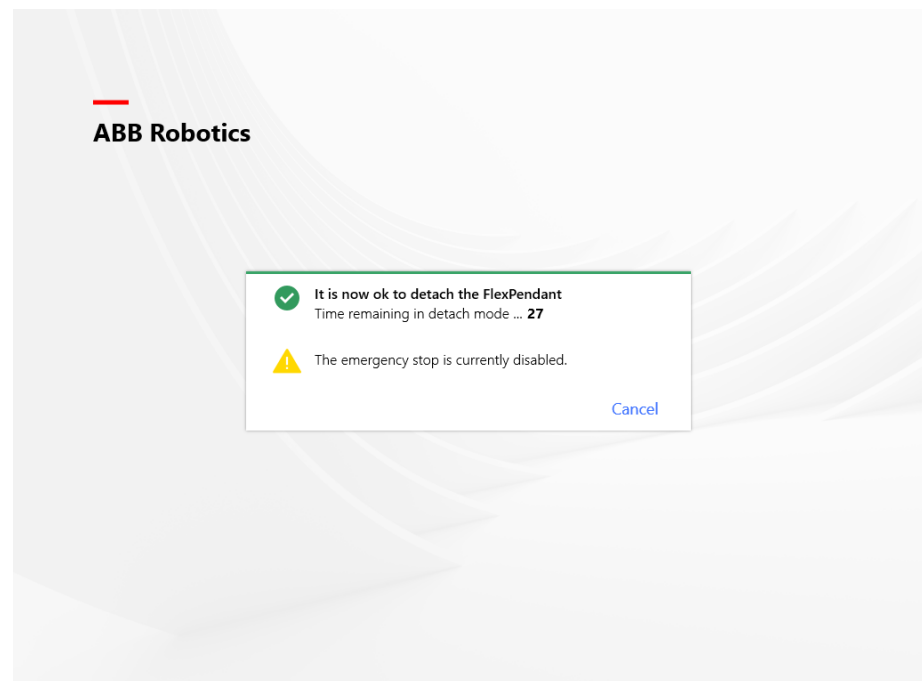 ABB Robotics
It is now ok to detach the FlexPendant
Time remaining in detach mode ... 27
The emergency stop is currently disabled.
Cancel